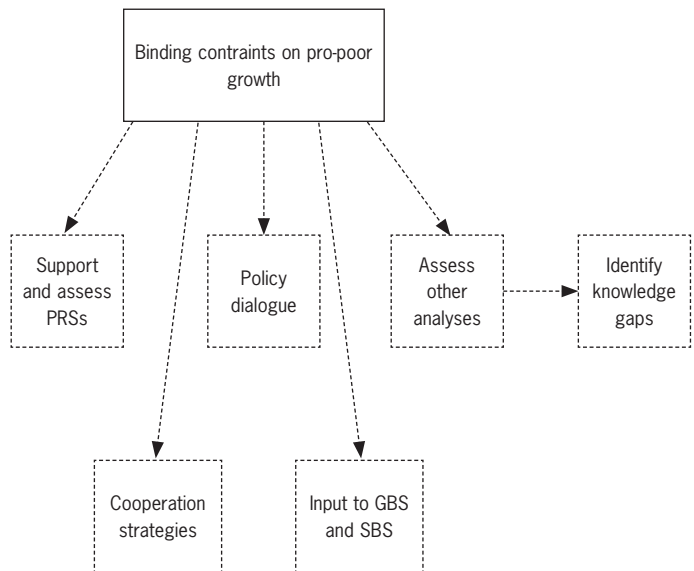 Binding contraints on pro-poor
growth
Support
and assess
PRSs
Policy
dialogue
Assess
other
analyses
Identify
knowledge
gaps
Cooperation
strategies
Input to GBS
and SBS